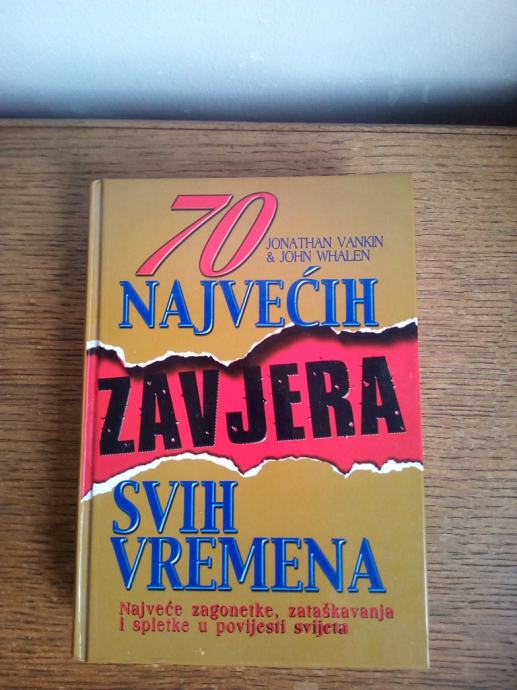 70
JONATHAN VANKIN
& JOHN WHALEN
NAJVEĆIH
ZAVJERA
SVIH
VREMENA
Najveće zagonetke, zataškavanja
i spletke u povijesti svijeta